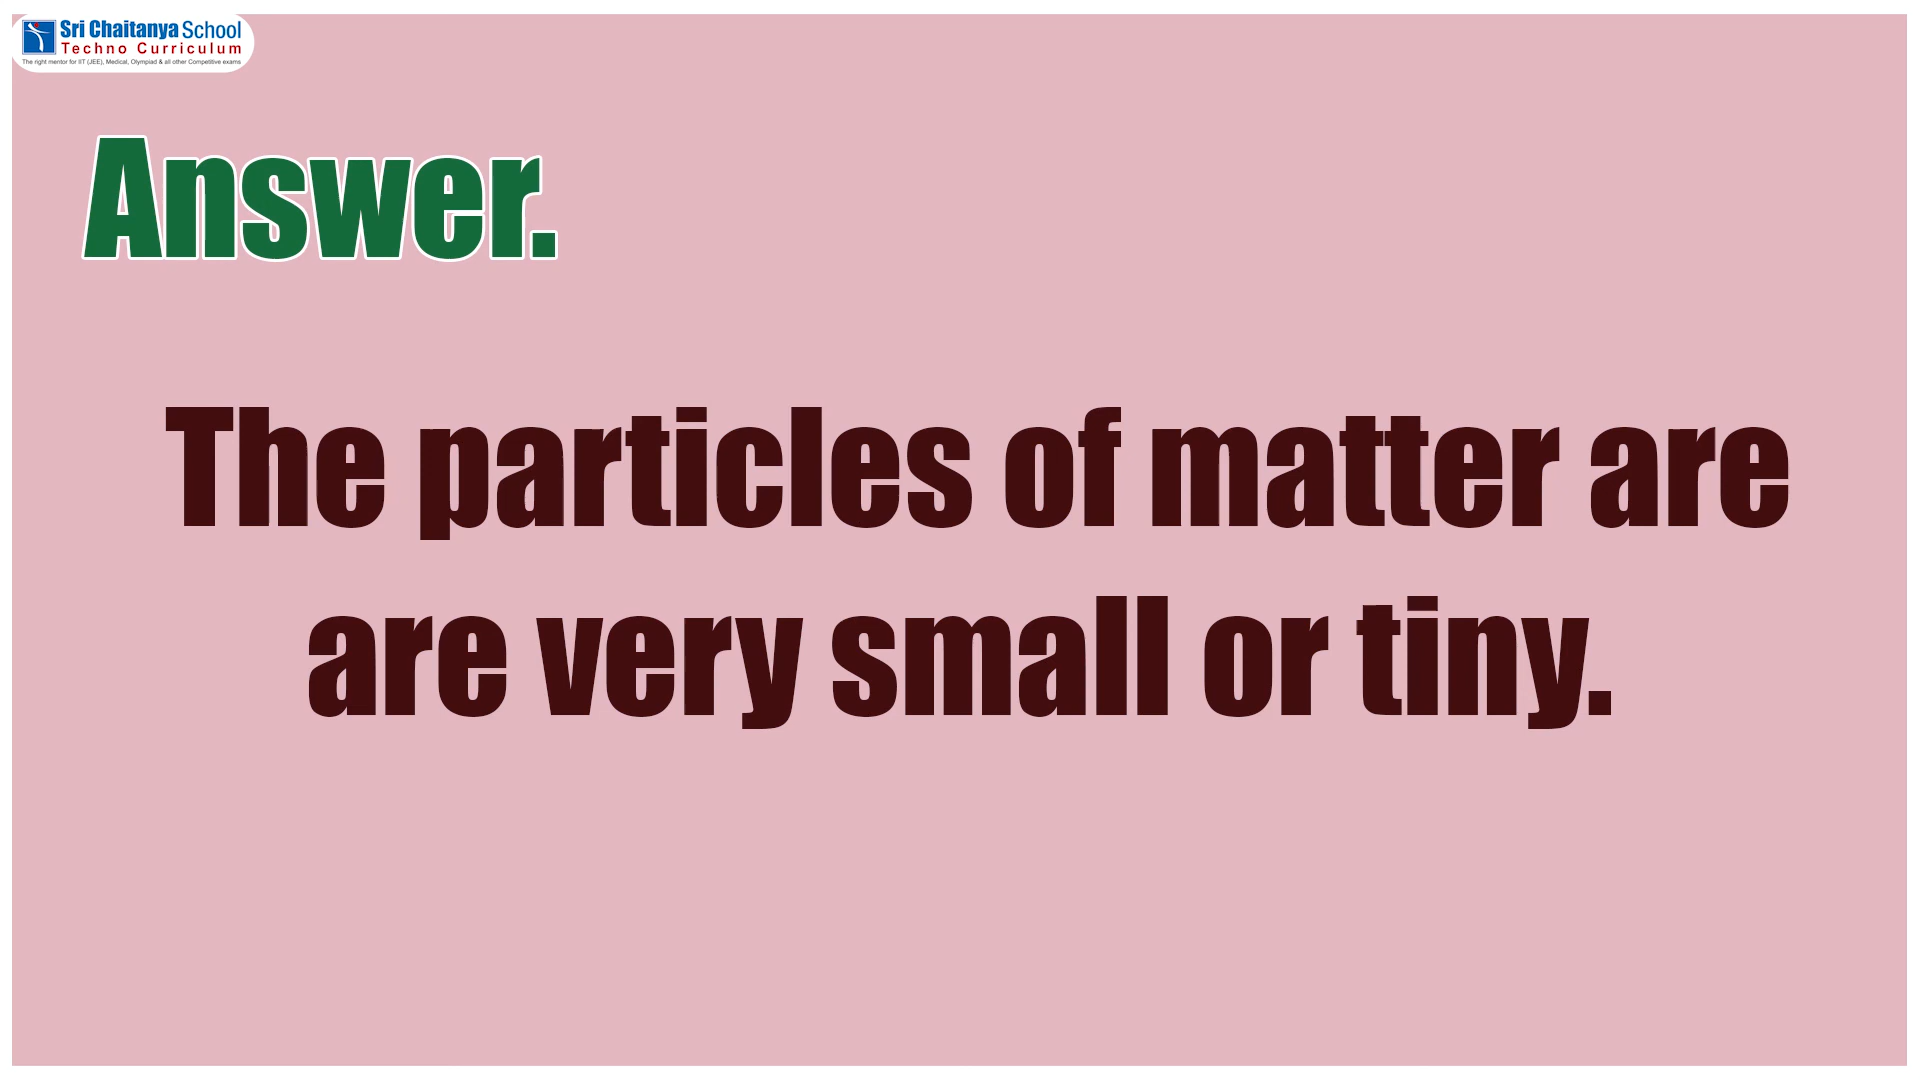 Sri Chaitanya School
Techno Curriculum
The right mentor for IIT (JEE), Medical, Olympiad & all other Competitive exams
Answer.
The particles of matter are
are very small or tiny.